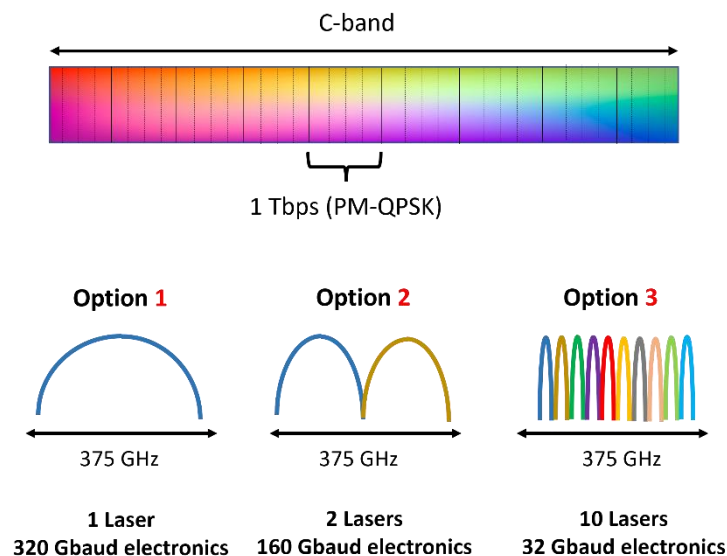 C-band
1 Tbps (PM-QPSK)
Option 1
Option 2
Option 3
375 GHz
375 GHz
375 GHz
1 Laser
320 Gbaud electronics
2 Lasers
160 Gbaud electronics
10 Lasers
32 Gbaud electronics